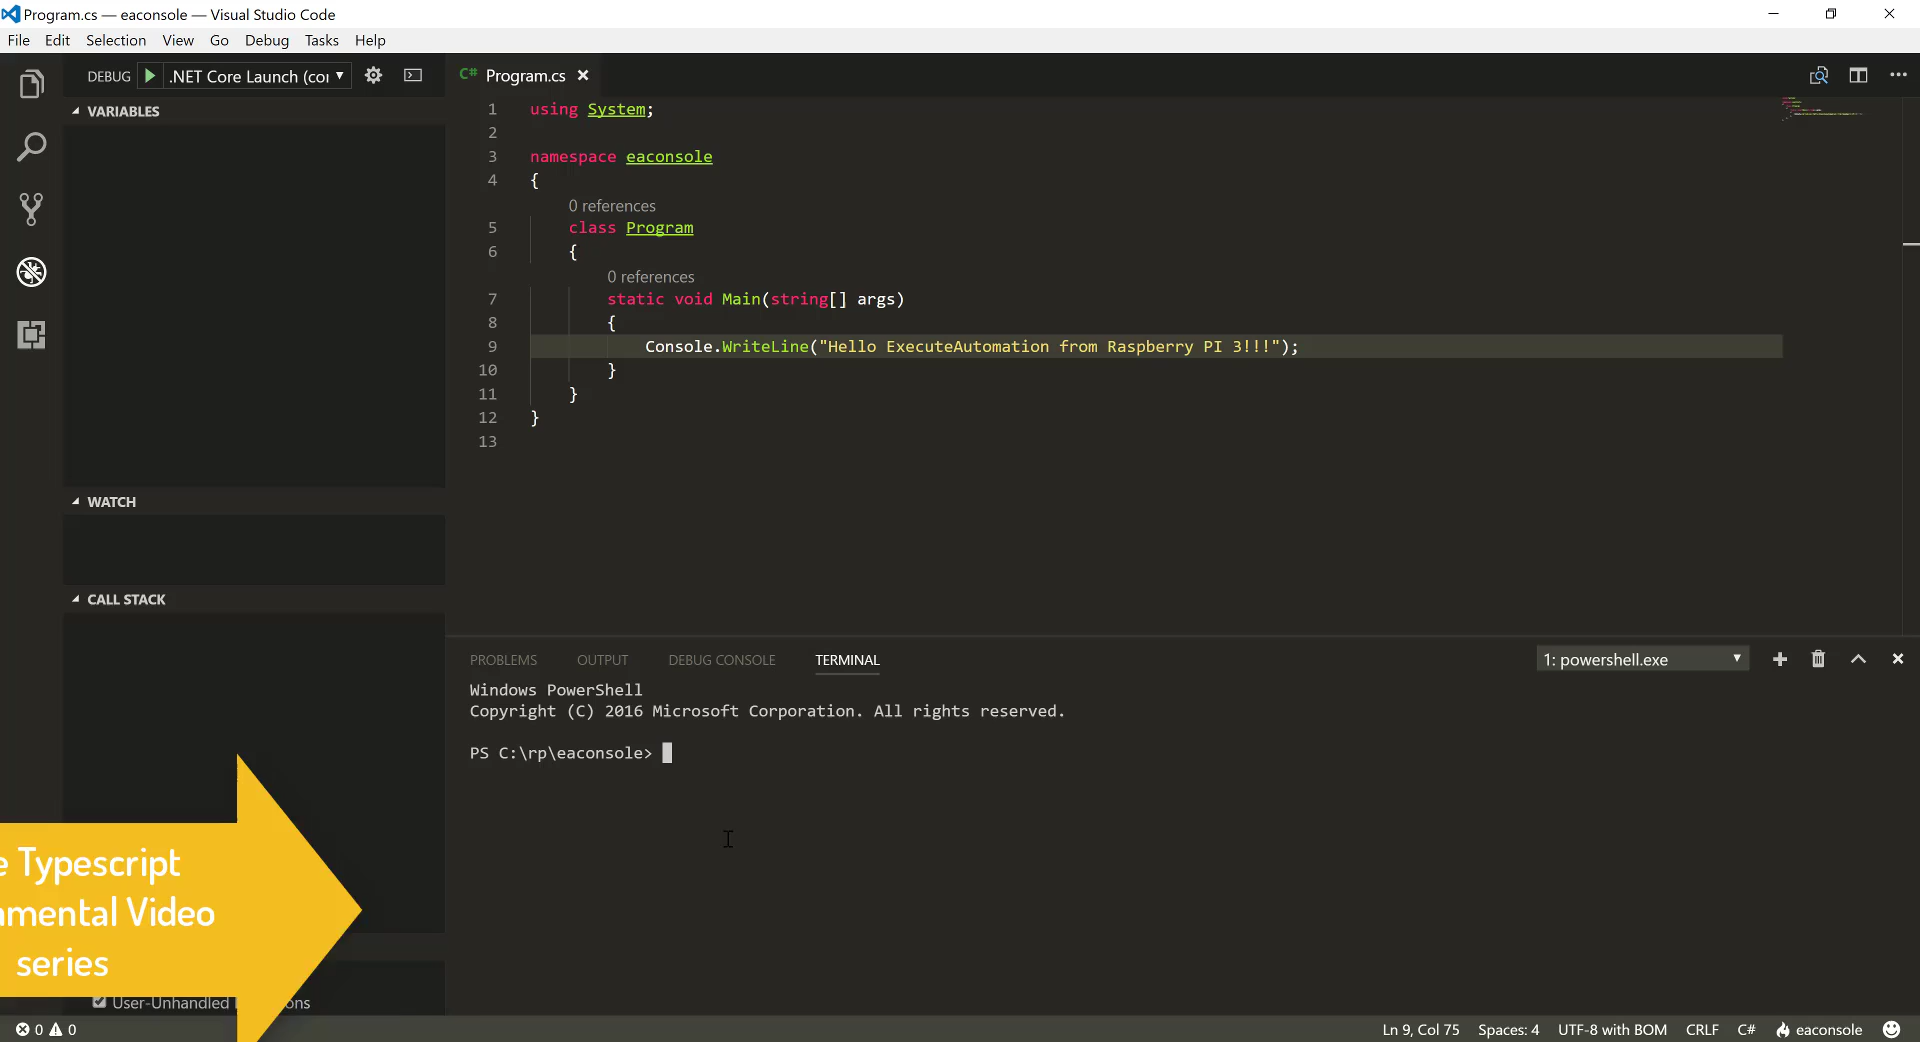 Program.cs — eaconsole — Visual Studio Code
File Edit Selection View Go Debug Tasks Help
DEBUG .NET Core Launch (co
C# Program.cs
VARIABLES
1 using System;
2
3 namespace eaconsole
4 {
0 references
5 class Program
6 {
0 references
7 static void Main(string[] args)
8 {
9 Console.WriteLine("Hello ExecuteAutomation from Raspberry PI 3!!!");
10 }
11 }
12 }
13
WATCH
CALL STACK
PROBLEMS OUTPUT DEBUG CONSOLE TERMINAL 1: powershell.exe
Windows PowerShell
Copyright (C) 2016 Microsoft Corporation. All rights reserved.
PS C:\rp\eaconsole>
e Typescript
mental Video
series
User-Unhandled ons
0 0 Ln 9, Col 75 Spaces: 4 UTF-8 with BOM CRLF C# eaconsole